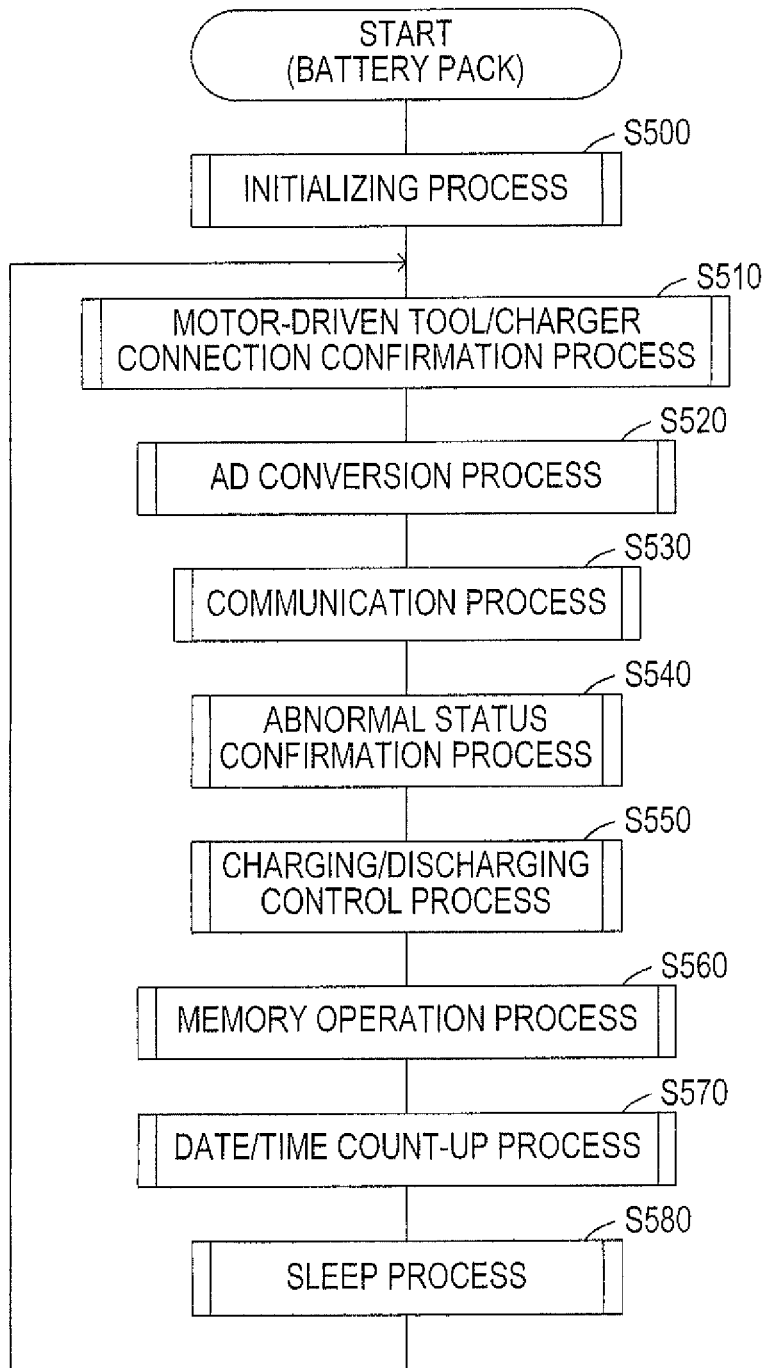 START
(BATTERY PACK)
S500
INITIALIZING PROCESS
S510
MOTOR-DRIVEN TOOL/CHARGER
CONNECTION CONFIRMATION PROCESS
S520
AD CONVERSION PROCESS
S530
COMMUNICATION PROCESS
S540
ABNORMAL STATUS
CONFIRMATION PROCESS
S550
CHARGING/DISCHARGING
CONTROL PROCESS
S560
MEMORY OPERATION PROCESS
S570
DATE/TIME COUNT-UP PROCESS
S580
SLEEP PROCESS